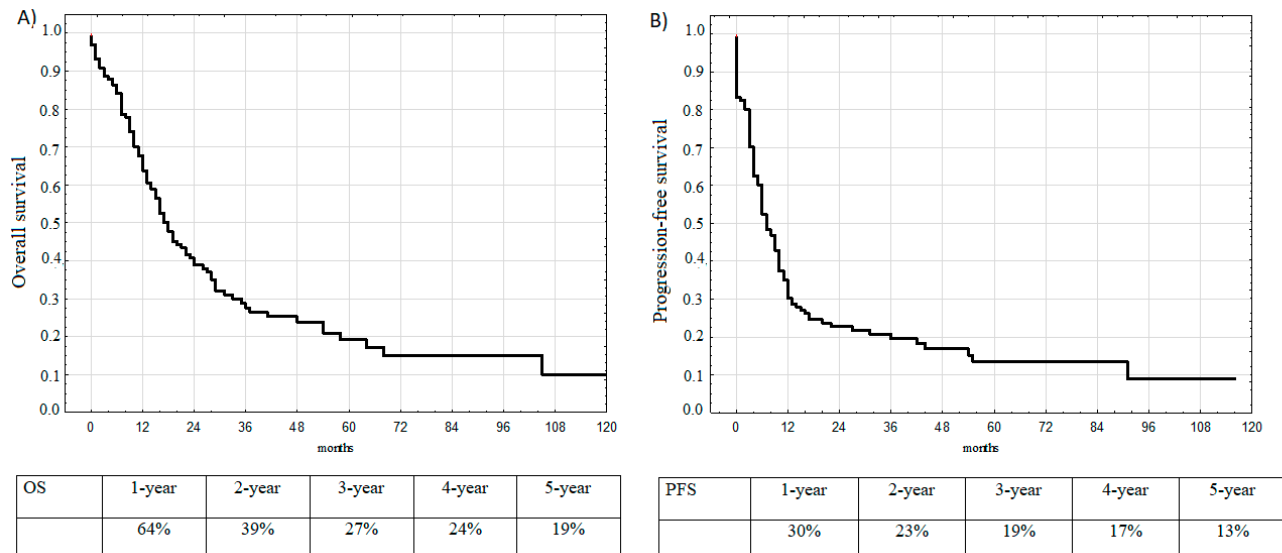 A)
Overall survival
1.0
0.9
0.8
0.7
0.6
0.5
0.4
0.3
0.2
0.1
0.0
0 12 24 36 48 60 72 84 96 108 120
months
OS 1-year 2-year 3-year 4-year 5-year
64% 39% 27% 24% 19%
B)
Progression-free survival
1.0
0.9
0.8
0.7
0.6
0.5
0.4
0.3
0.2
0.1
0.0
0 12 24 36 48 60 72 84 96 108 120
months
PFS 1-year 2-year 3-year 4-year 5-year
30% 23% 19% 17% 13%